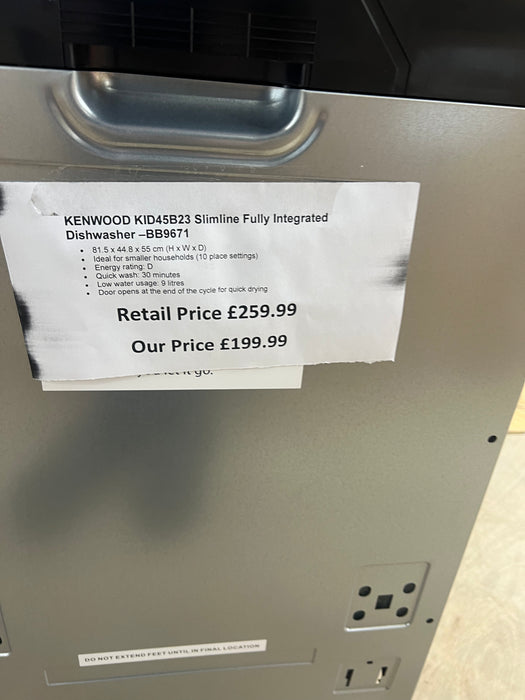 KENWOOD KID45B23 Slimline Fully Integrated
Dishwasher –BB9671
• 81.5 x 44.8 x 55 cm (H x W x D)
• Ideal for smaller households (10 place settings)
• Energy rating: D
• Quick wash: 30 minutes
• Low water usage: 9 litres
• Door opens at the end of the cycle for quick drying
Retail Price £259.99
Our Price £199.99
it go.
DO NOT EXTEND FEET UNTIL IN FINAL LOCATION